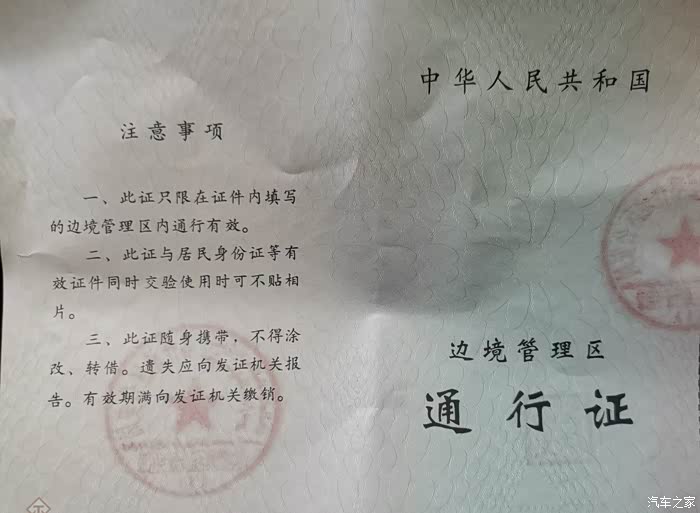 注意事项
一、此证只限在证件内填写
的边境管理区内通行有效。
二、此证与居民身份证等有
效证件同时交验使用时可不贴相
片。
三、此证随身携带，不得涂
改、转借。遗失应向发证机关报
告。有效期满向发证机关缴销。
中华人民共和国
边境管理区
通行证
汽车之家